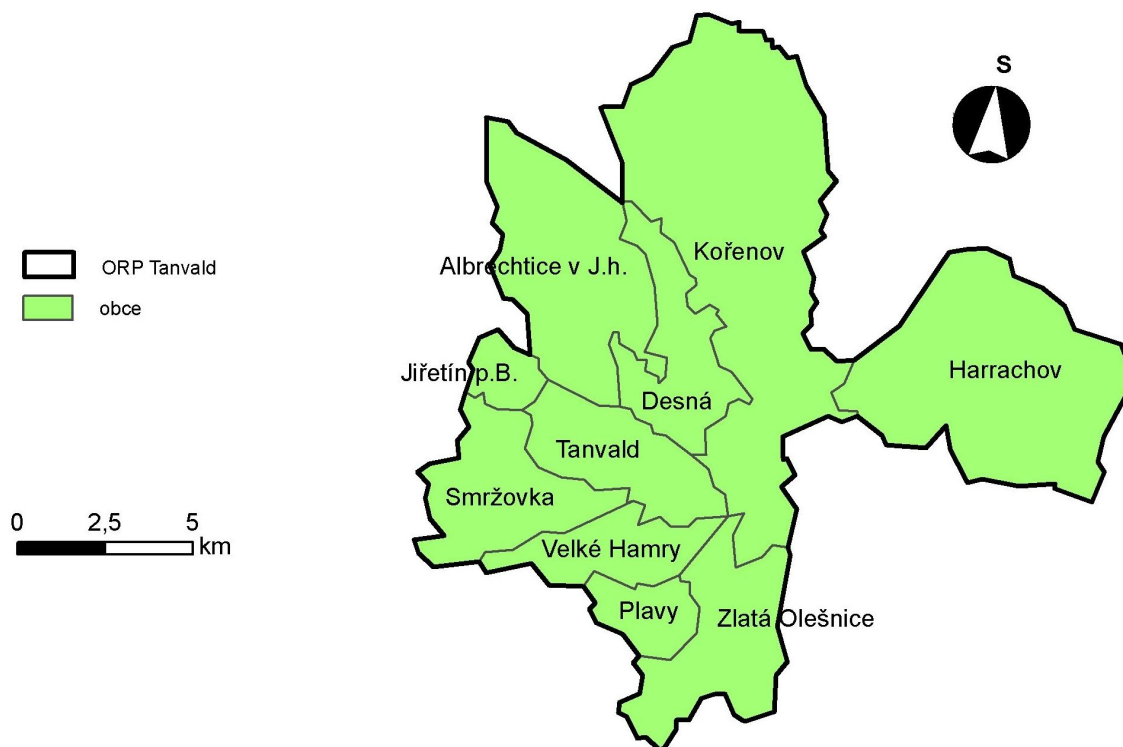 S
Kořenov
Albrechtice v J.h.
ORP Tanvald
obce
Jiřetín p.B.
Harrachov
Desná
Tanvald
Smržovka
0 2,5 5
km
Velké Hamry
Plavy
Zlatá Olešnice